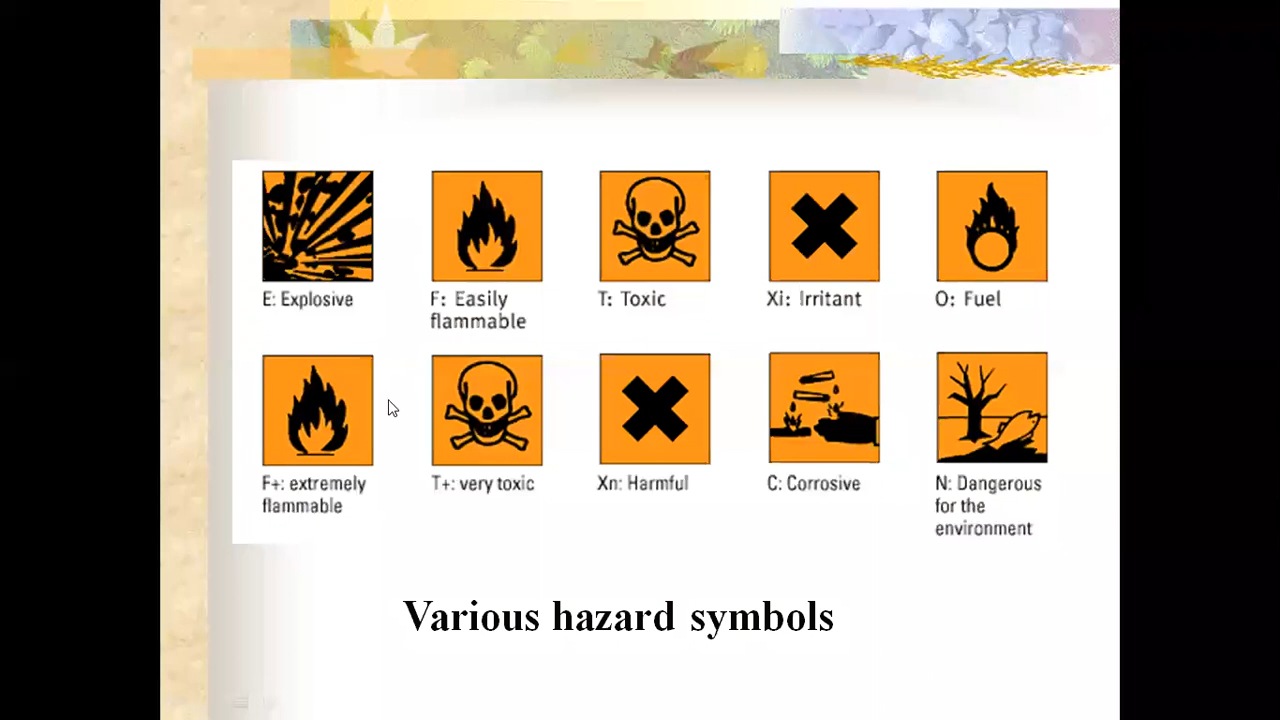 E: Explosive
F: Easily
flammable
T: Toxic
Xi: Irritant
O: Fuel
F+: extremely
flammable
T+: very toxic
Xn: Harmful
C: Corrosive
N: Dangerous
for the
environment
Various hazard symbols